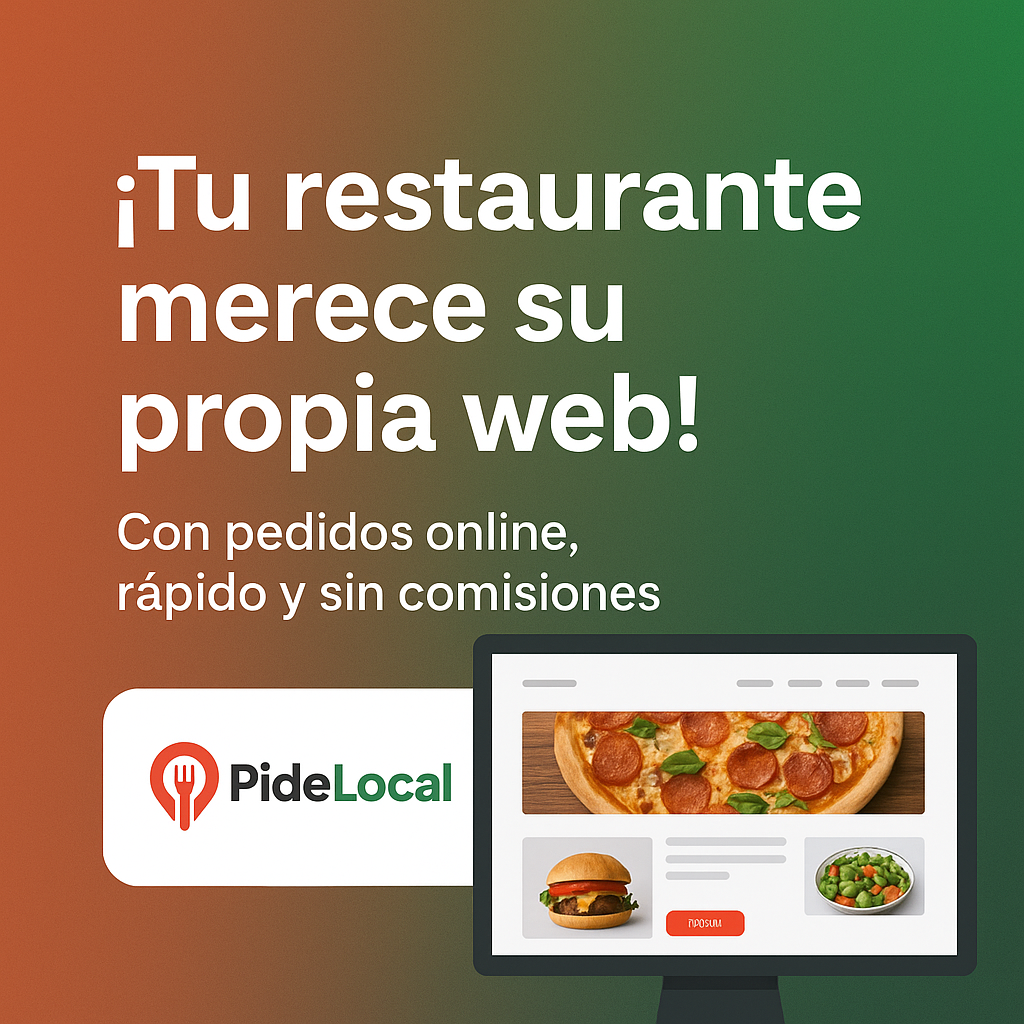 ¡Tu restaurante
merece su
propia web!
Con pedidos online,
rápido y sin comisiones
PideLocal